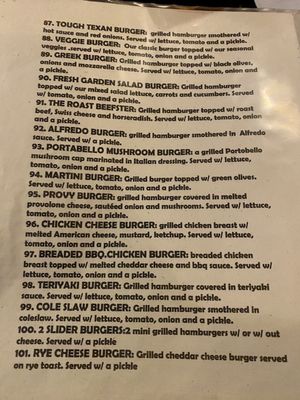 87. TOUGH TEXAN BURGER: grilled hamburger smothered w/
hot sauce and red onions. Served w/ lettuce, tomato and a pickle.
88. VEGGIE BURGER: Our classic burger topped w/ our seasonal
veggies .served w/ lettuce, tomato, onion and a pickle.
89. GREEK BURGER: Grilled hamburger topped w/ black olives,
onions and mozzarella cheese. Served w/ lettuce, tomato, onion and
a pickle.
90. FRESH GARDEN SALAD BURGER: Grilled hamburger
topped w/ our mixed salad lettuce, carrots and cucumber. Served
w/ tomato, onion and a pickle.
91. THE ROAST BEEFSTER: Grilled hamburger topped w/ roast
beef, Swiss cheese and horseradish. Served w/ lettuce, tomato, onion
and a pickle.
92. ALFREDO BURGER: grilled hamburger smothered in Alfredo
sauce. Served w/ a pickle.
93. PORTABELLO MUSHROOM BURGER: a grilled Portobello
mushroom cap marinated in Italian dressing. Served w/ lettuce,
tomato, onion and a pickle.
94. MARTINI BURGER: Grilled burger topped w/ green olives.
Served w/ lettuce, tomato, onion and a pickle.
95. PROVY BURGER: grilled hamburger covered in melted
provolone cheese, sautéed onion and mushrooms. Served w/ lettuce,
tomato, onion and a pickle.
96. CHICKEN CHEESE BURGER: grilled chicken breast w/
melted American cheese, mustard, ketchup. Served w/ lettuce,
tomato, onion and a pickle.
97. BREADED BBQ.CHICKEN BURGER: breaded chicken
breast topped w/ melted cheddar cheese and bbq sauce. Served w/
lettuce, tomato, onion and a pickle.
98. TERIYAKI BURGER: Grilled hamburger covered in teriyaki
sauce. Served w/ lettuce, tomato, onion and a pickle.
99. COLE SLAW BURGER: Grilled hamburger smothered in
coleslaw. Served w/ lettuce, tomato, onion and a pickle.
100. 2 SLIDER BURGERS:2 mini grilled hamburgers w/ or w/ out
cheese. Served w/ a pickle
101. RYE CHEESE BURGER: Grilled cheddar cheese burger served
on rye toast. Served w/ a pickle